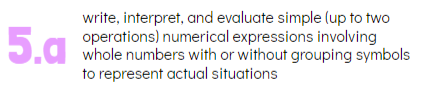 5.a
write, interpret, and evaluate simple (up to two
operations) numerical expressions involving
whole numbers with or without grouping symbols
to represent actual situations